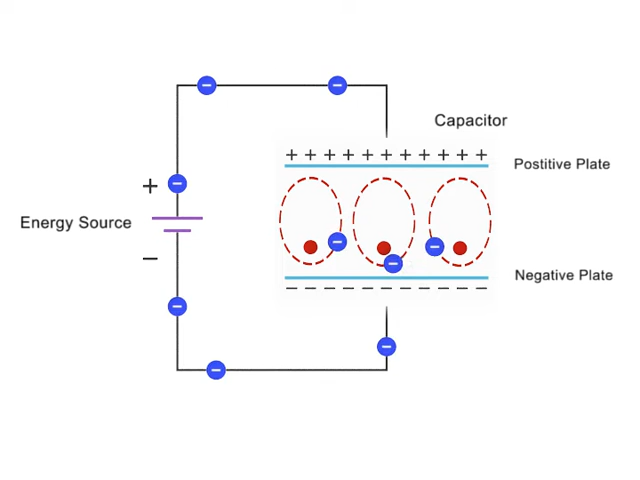 Capacitor
+ + + + + + + + + + +
Postitive Plate
+
Energy Source
−
Negative Plate
− − − − − − − − − − −